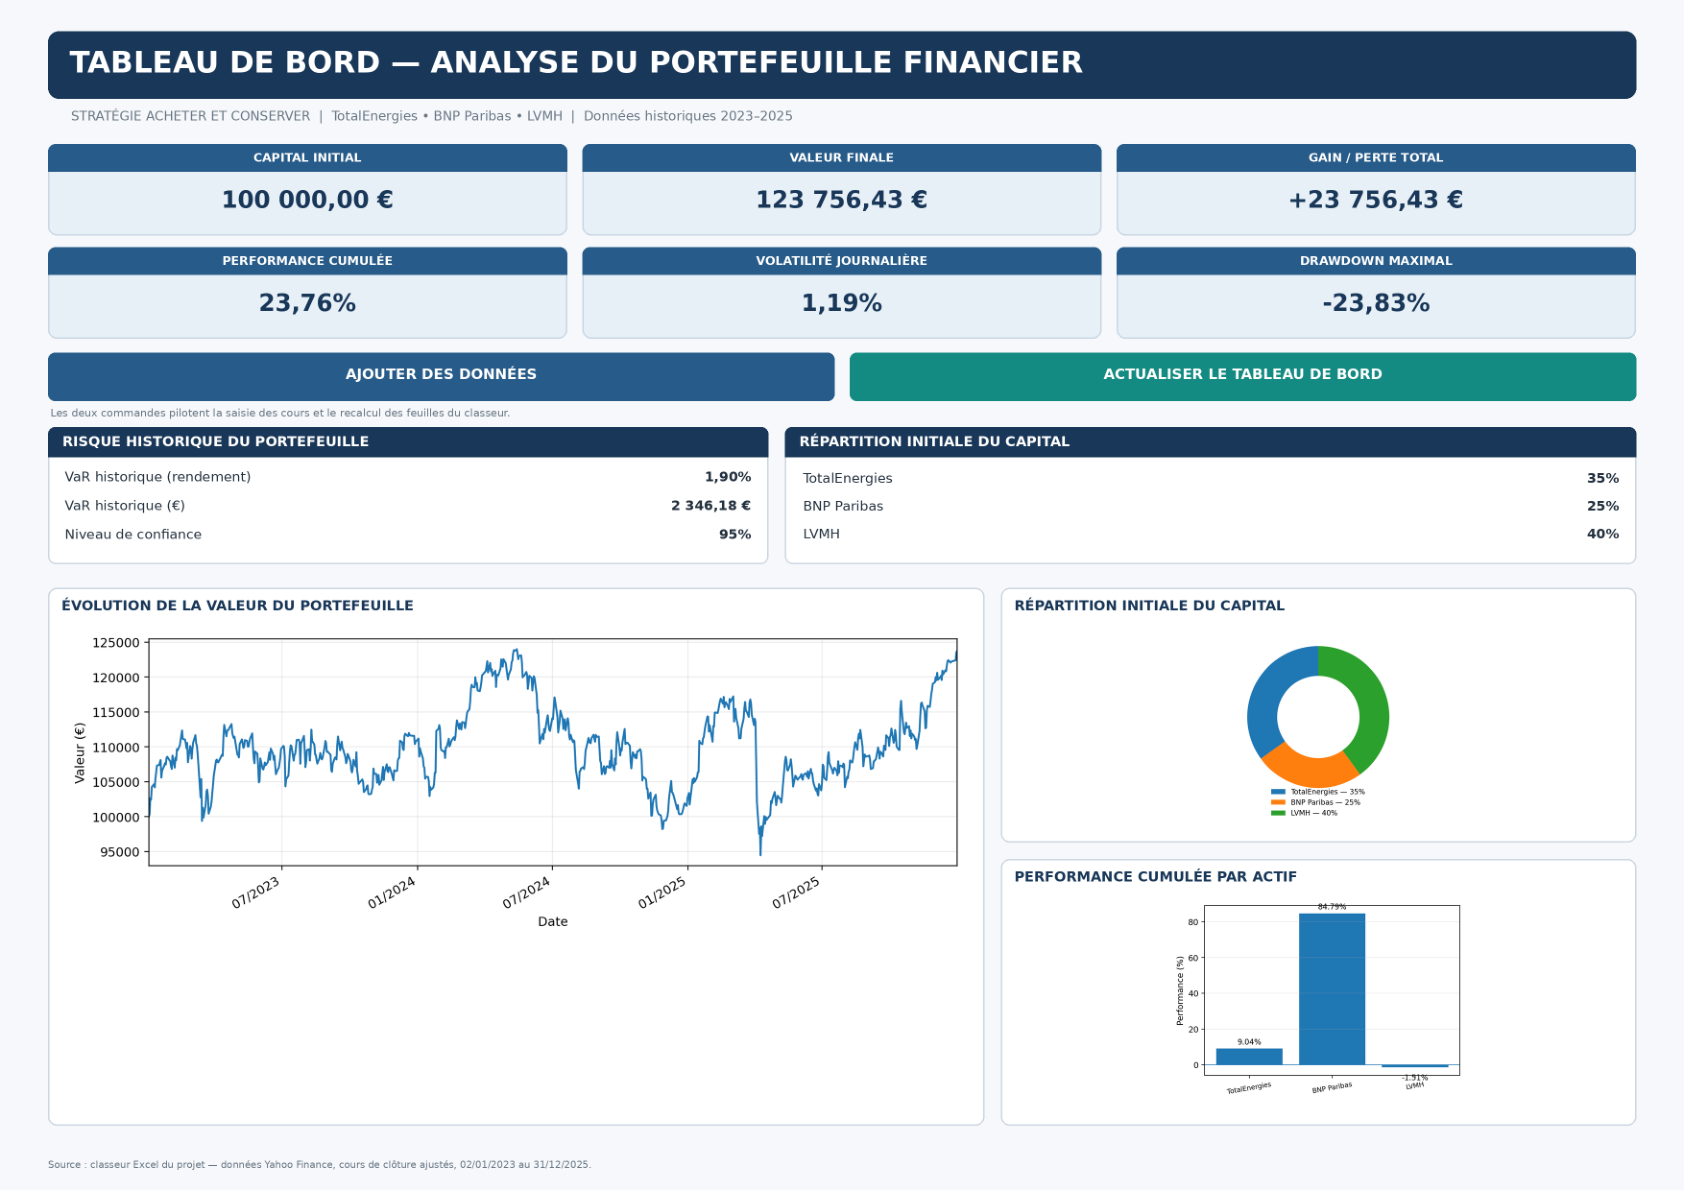 TABLEAU DE BORD — ANALYSE DU PORTEFEUILLE FINANCIER
STRATÉGIE ACHETER ET CONSERVER | TotalEnergies • BNP Paribas • LVMH | Données historiques 2023–2025
CAPITAL INITIAL
100 000,00 €
VALEUR FINALE
123 756,43 €
GAIN / PERTE TOTAL
+23 756,43 €
PERFORMANCE CUMULÉE
23,76%
VOLATILITÉ JOURNALIÈRE
1,19%
DRAWDOWN MAXIMAL
-23,83%
AJOUTER DES DONNÉES
ACTUALISER LE TABLEAU DE BORD
Les deux commandes pilotent la saisie des cours et le recalcul des feuilles du classeur.
RISQUE HISTORIQUE DU PORTEFEUILLE
VaR historique (rendement) 1,90%
VaR historique (€) 2 346,18 €
Niveau de confiance 95%
RÉPARTITION INITIALE DU CAPITAL
TotalEnergies 35%
BNP Paribas 25%
LVMH 40%
ÉVOLUTION DE LA VALEUR DU PORTEFEUILLE
Valeur (€)
125000
120000
115000
110000
105000
100000
95000
07/2023 01/2024 07/2024 01/2025 07/2025
Date
RÉPARTITION INITIALE DU CAPITAL
TotalEnergies — 35%
BNP Paribas — 25%
LVMH — 40%
PERFORMANCE CUMULÉE PAR ACTIF
Performance (%)
80
60
40
20
0
9.04%
84.79%
-1.51%
TotalEnergies BNP Paribas LVMH
Source : classeur Excel du projet — données Yahoo Finance, cours de clôture ajustés, 02/01/2023 au 31/12/2025.